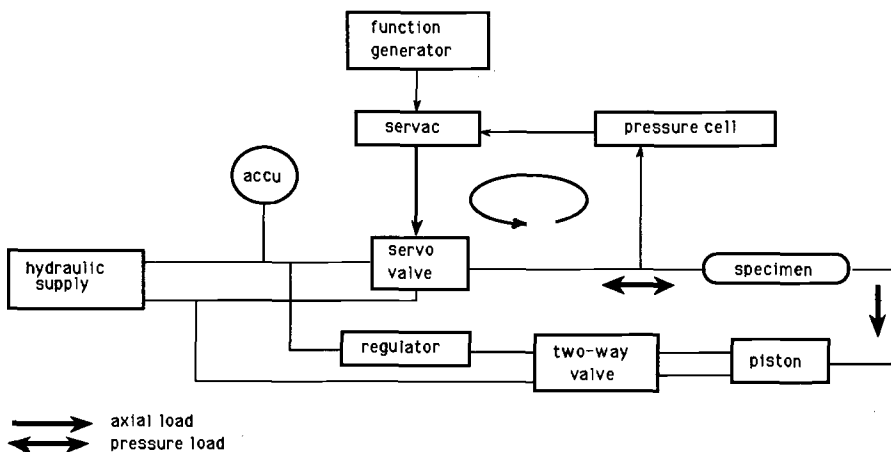 function
generator
servac
pressure cell
accu
servo
valve
hydraulic
supply
specimen
regulator
two-way
valve
piston
axial load
pressure load